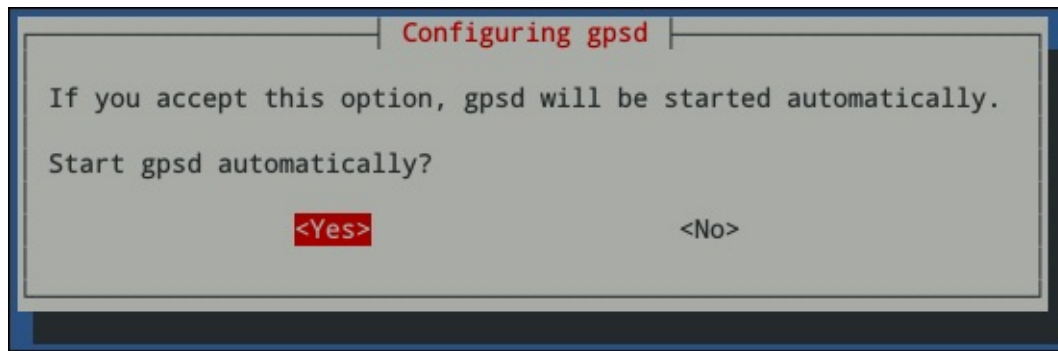 Configuring gpsd
If you accept this option, gpsd will be started automatically.
Start gpsd automatically?
<Yes> <No>